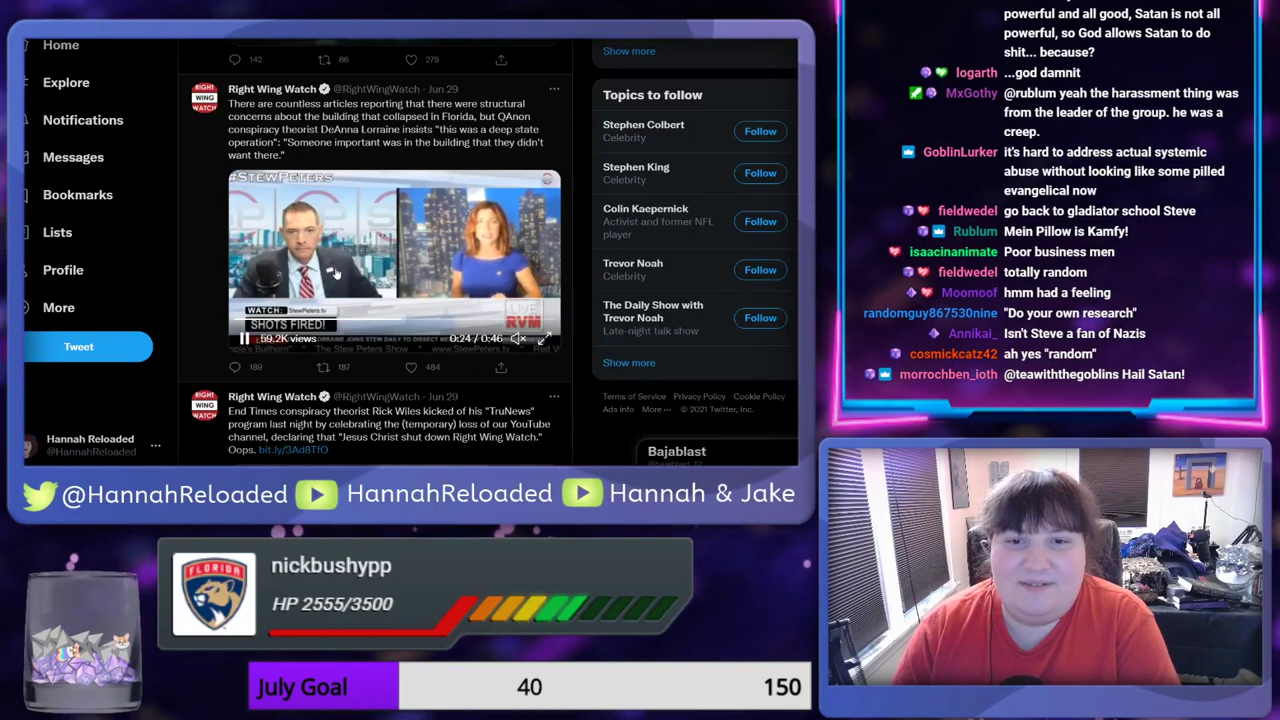 Home
Explore
Notifications
Messages
Bookmarks
Lists
Profile
More
Tweet
Hannah Reloaded
@HannahReloaded
142 86 279
Right Wing Watch @RightWingWatch · Jun 29
There are countless articles reporting that there were structural
concerns about the building that collapsed in Florida, but QAnon
conspiracy theorist DeAnna Lorraine insists "this was a deep state
operation": "Someone important was in the building that they didn't
want there."
#STEWPETERS
WATCH: StewPeters.tv
SHOTS FIRED!
LIVE
RVM
59.2K views
0:24 / 0:46
The Stew Peters Show
189 187 484
Right Wing Watch @RightWingWatch · Jun 29
End Times conspiracy theorist Rick Wiles kicked of his "TruNews"
program last night by celebrating the (temporary) loss of our YouTube
channel, declaring that "Jesus Christ shut down Right Wing Watch."
Oops. bit.ly/3Ad8TfO
Show more
Topics to follow
Stephen Colbert
Celebrity
Follow
Stephen King
Celebrity
Follow
Colin Kaepernick
Activist and former NFL
player
Follow
Trevor Noah
Celebrity
Follow
The Daily Show with
Trevor Noah
Late-night talk show
Follow
Show more
Terms of Service Privacy Policy Cookie Policy
Ads info More ··· © 2021 Twitter, Inc.
Bajablast
@HannahReloaded HannahReloaded Hannah & Jake
FLORIDA
nickbushypp
HP 2555/3500
July Goal 40 150
powerful and all good, Satan is not all
powerful, so God allows Satan to do
shit... because?
logarth ...god damnit
MxGothy @rublum yeah the harassment thing was
from the leader of the group. he was a
creep.
GoblinLurker it's hard to address actual systemic
abuse without looking like some pilled
evangelical now
fieldwedel go back to gladiator school Steve
Rublum Mein Pillow is Kamfy!
isaacinanimate Poor business men
fieldwedel totally random
Moomoof hmm had a feeling
randomguy867530nine "Do your own research"
Annikai_ Isn't Steve a fan of Nazis
cosmickatz42 ah yes "random"
morrochben_ioth @teawiththegoblins Hail Satan!